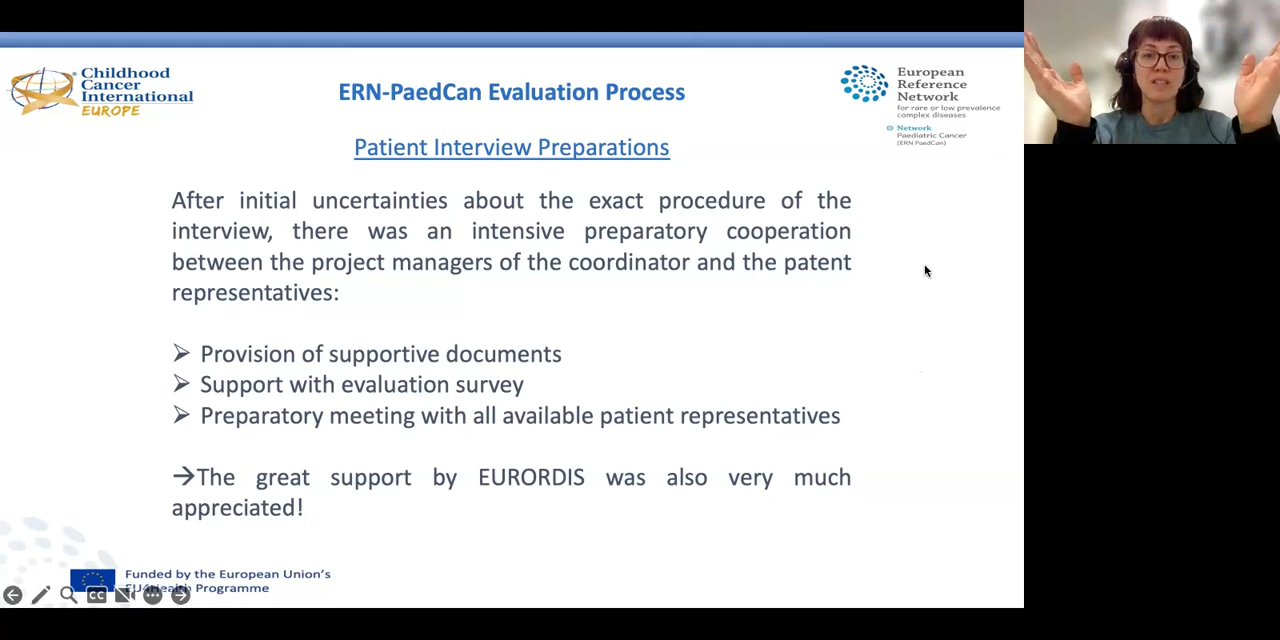 Childhood
Cancer
International
EUROPE
ERN-PaedCan Evaluation Process
European
Reference
Network
for rare or low prevalence
complex diseases
Network
Paediatric Cancer
(ERN PaedCan)
Patient Interview Preparations
After initial uncertainties about the exact procedure of the
interview, there was an intensive preparatory cooperation
between the project managers of the coordinator and the patent
representatives:
➢ Provision of supportive documents
➢ Support with evaluation survey
➢ Preparatory meeting with all available patient representatives
→The great support by EURORDIS was also very much
appreciated!
Funded by the European Union's
EU4Health Programme
CC